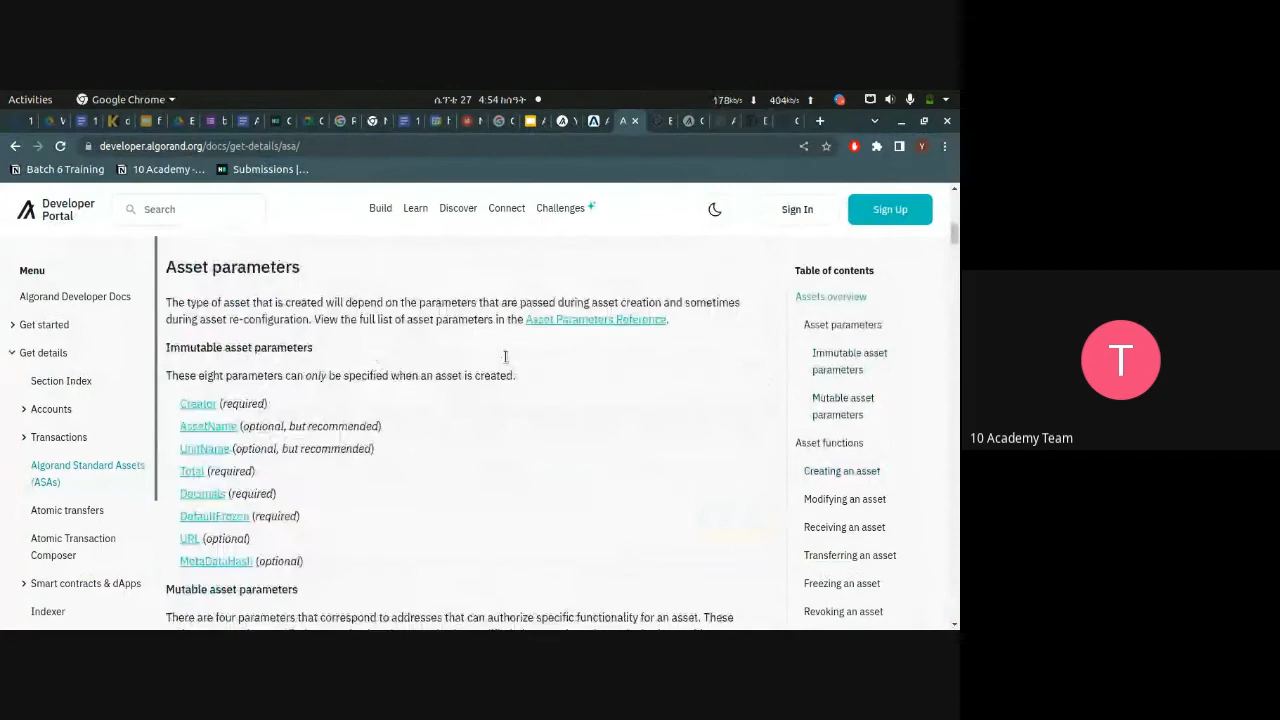 Activities
Google Chrome
ሴፕቴ 27 4:54 ከሰዓት
178kb/s
404kb/s
developer.algorand.org/docs/get-details/asa/
Batch 6 Training
10 Academy -...
Submissions |...
Developer
Portal
Search
Build
Learn
Discover
Connect
Challenges
Sign In
Sign Up
Menu
Algorand Developer Docs
Get started
Get details
Section Index
Accounts
Transactions
Algorand Standard Assets
(ASAs)
Atomic transfers
Atomic Transaction
Composer
Smart contracts & dApps
Indexer
Asset parameters
The type of asset that is created will depend on the parameters that are passed during asset creation and sometimes
during asset re-configuration. View the full list of asset parameters in the Asset Parameters Reference.
Immutable asset parameters
These eight parameters can only be specified when an asset is created.
Creator (required)
AssetName (optional, but recommended)
UnitName (optional, but recommended)
Total (required)
Decimals (required)
DefaultFrozen (required)
URL (optional)
MetaDataHash (optional)
Mutable asset parameters
There are four parameters that correspond to addresses that can authorize specific functionality for an asset. These
Table of contents
Assets overview
Asset parameters
Immutable asset
parameters
Mutable asset
parameters
Asset functions
Creating an asset
Modifying an asset
Receiving an asset
Transferring an asset
Freezing an asset
Revoking an asset
T
10 Academy Team